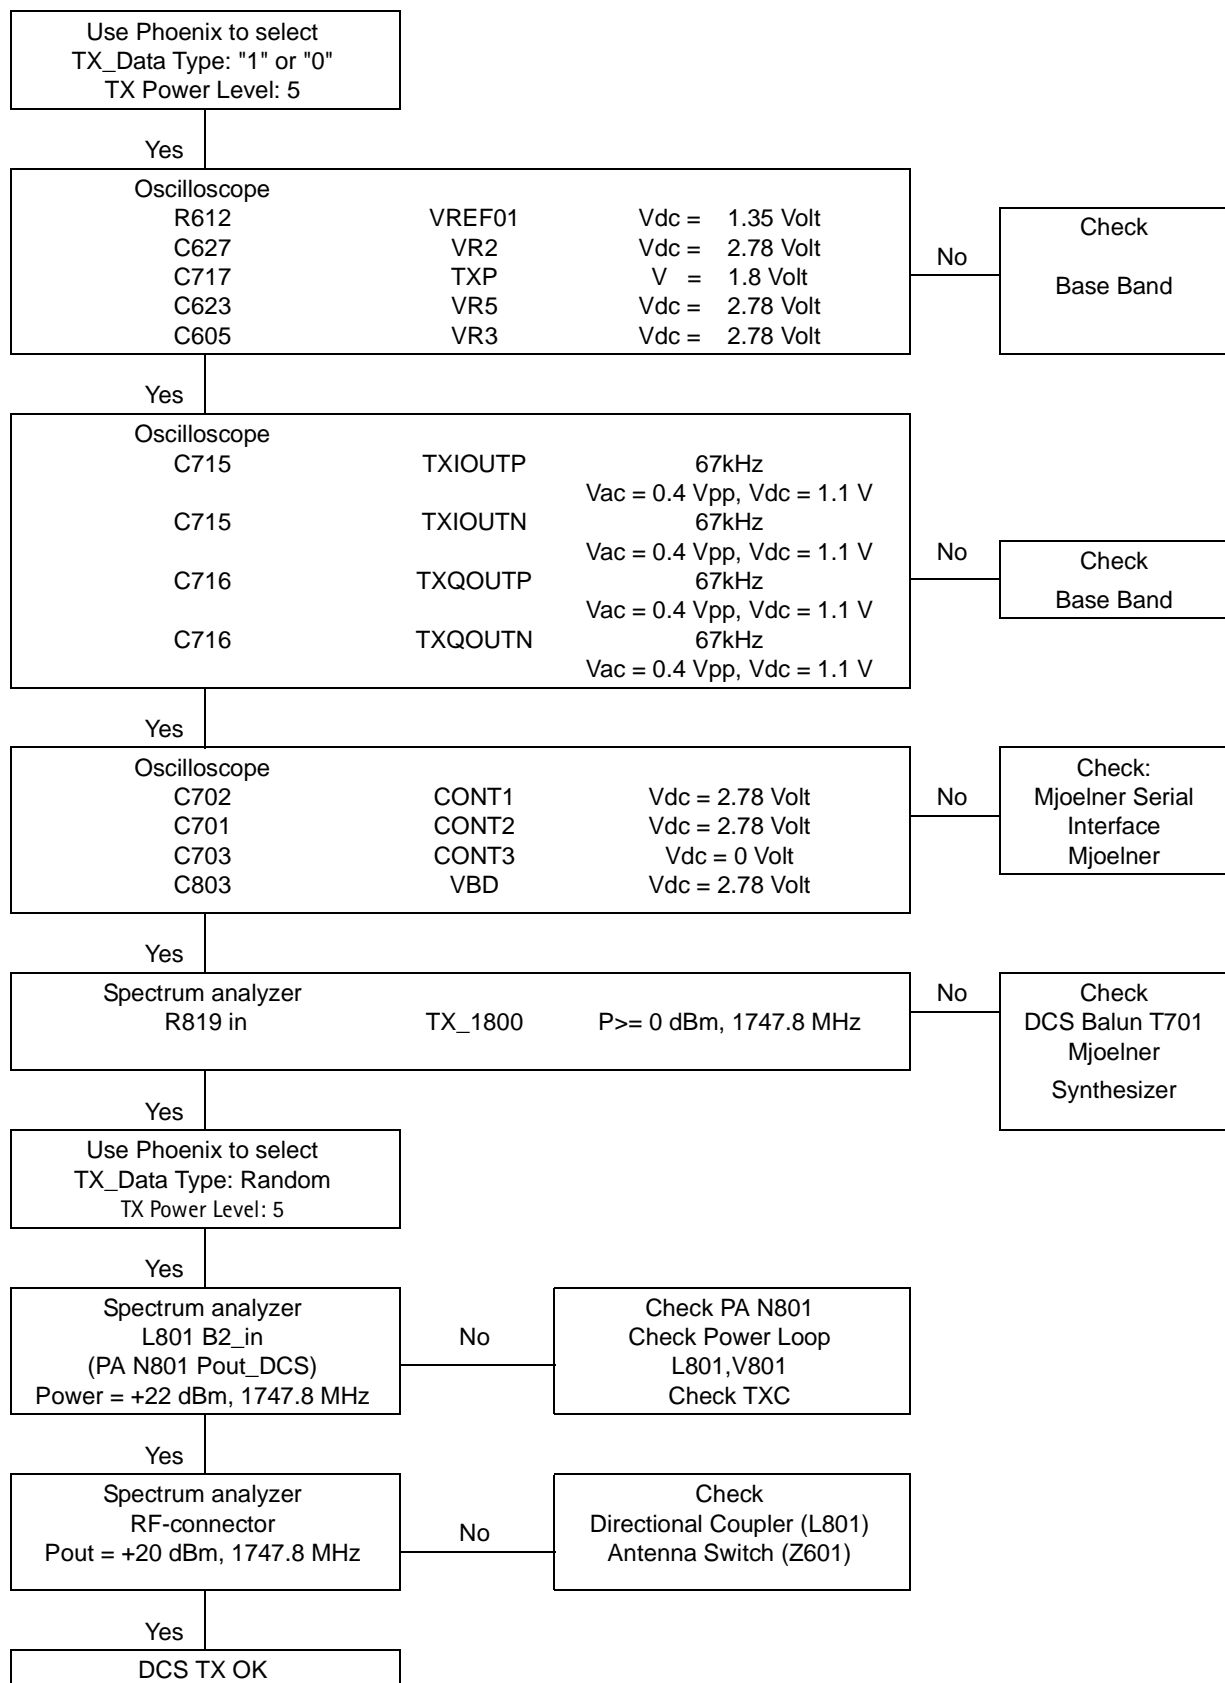 Use Phoenix to select
TX_Data Type: "1" or "0"
TX Power Level: 5
Yes
Oscilloscope
R612 VREF01 Vdc = 1.35 Volt
C627 VR2 Vdc = 2.78 Volt
C717 TXP V = 1.8 Volt
C623 VR5 Vdc = 2.78 Volt
C605 VR3 Vdc = 2.78 Volt
No
Check
Base Band
Yes
Oscilloscope
C715 TXIOUTP 67kHz
Vac = 0.4 Vpp, Vdc = 1.1 V
C715 TXIOUTN 67kHz
Vac = 0.4 Vpp, Vdc = 1.1 V
C716 TXQOUTP 67kHz
Vac = 0.4 Vpp, Vdc = 1.1 V
C716 TXQOUTN 67kHz
Vac = 0.4 Vpp, Vdc = 1.1 V
No
Check
Base Band
Yes
Oscilloscope
C702 CONT1 Vdc = 2.78 Volt
C701 CONT2 Vdc = 2.78 Volt
C703 CONT3 Vdc = 0 Volt
C803 VBD Vdc = 2.78 Volt
No
Check:
Mjoelner Serial
Interface
Mjoelner
Yes
Spectrum analyzer
R819 in TX_1800 P>= 0 dBm, 1747.8 MHz
No
Check
DCS Balun T701
Mjoelner
Synthesizer
Yes
Use Phoenix to select
TX_Data Type: Random
TX Power Level: 5
Yes
Spectrum analyzer
L801 B2_in
(PA N801 Pout_DCS)
Power = +22 dBm, 1747.8 MHz
No
Check PA N801
Check Power Loop
L801,V801
Check TXC
Yes
Spectrum analyzer
RF-connector
Pout = +20 dBm, 1747.8 MHz
No
Check
Directional Coupler (L801)
Antenna Switch (Z601)
Yes
DCS TX OK